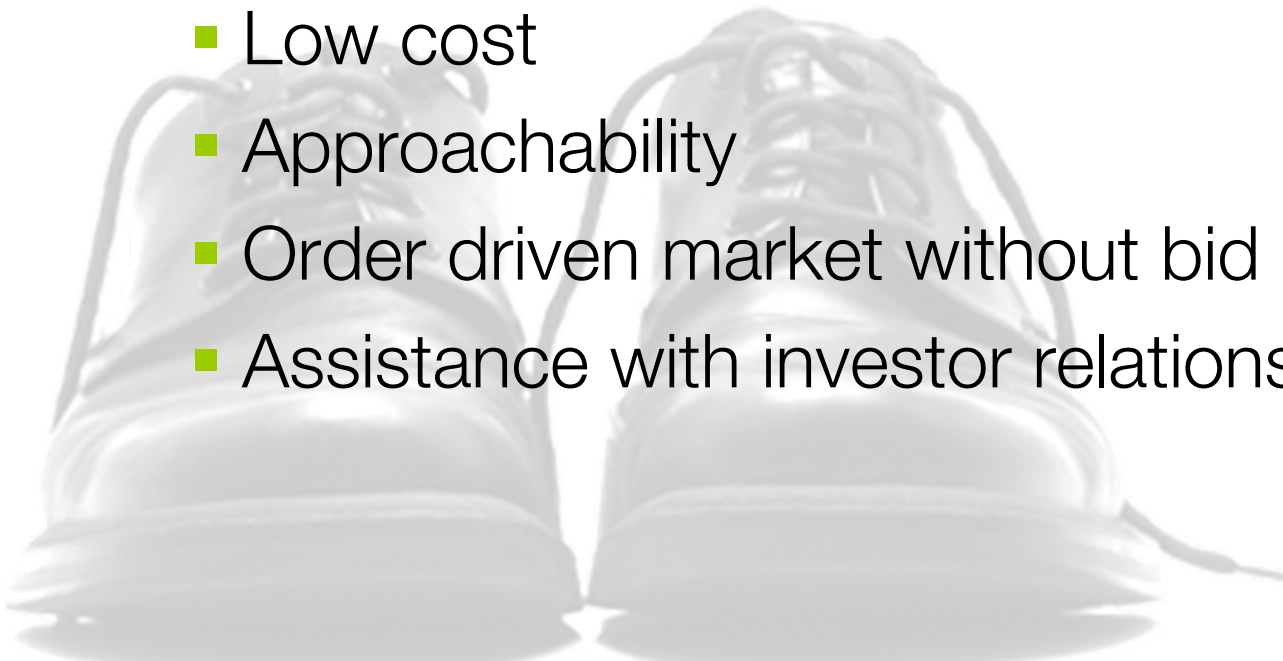 Low cost
Approachability
Order driven market without bid
Assistance with investor relations